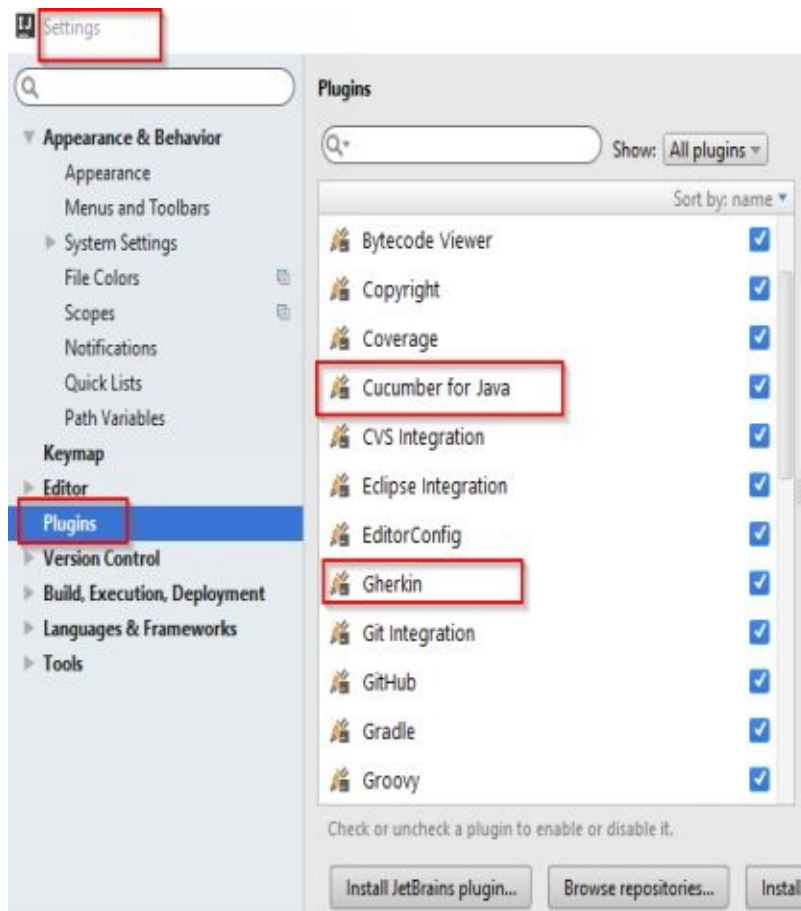 IJ
Settings
Appearance & Behavior
Appearance
Menus and Toolbars
System Settings
File Colors
Scopes
Notifications
Quick Lists
Path Variables
Keymap
Editor
Plugins
Version Control
Build, Execution, Deployment
Languages & Frameworks
Tools
Plugins
Show: All plugins
Sort by: name
Bytecode Viewer
Copyright
Coverage
Cucumber for Java
CVS Integration
Eclipse Integration
EditorConfig
Gherkin
Git Integration
GitHub
Gradle
Groovy
Check or uncheck a plugin to enable or disable it.
Install JetBrains plugin... Browse repositories... Install